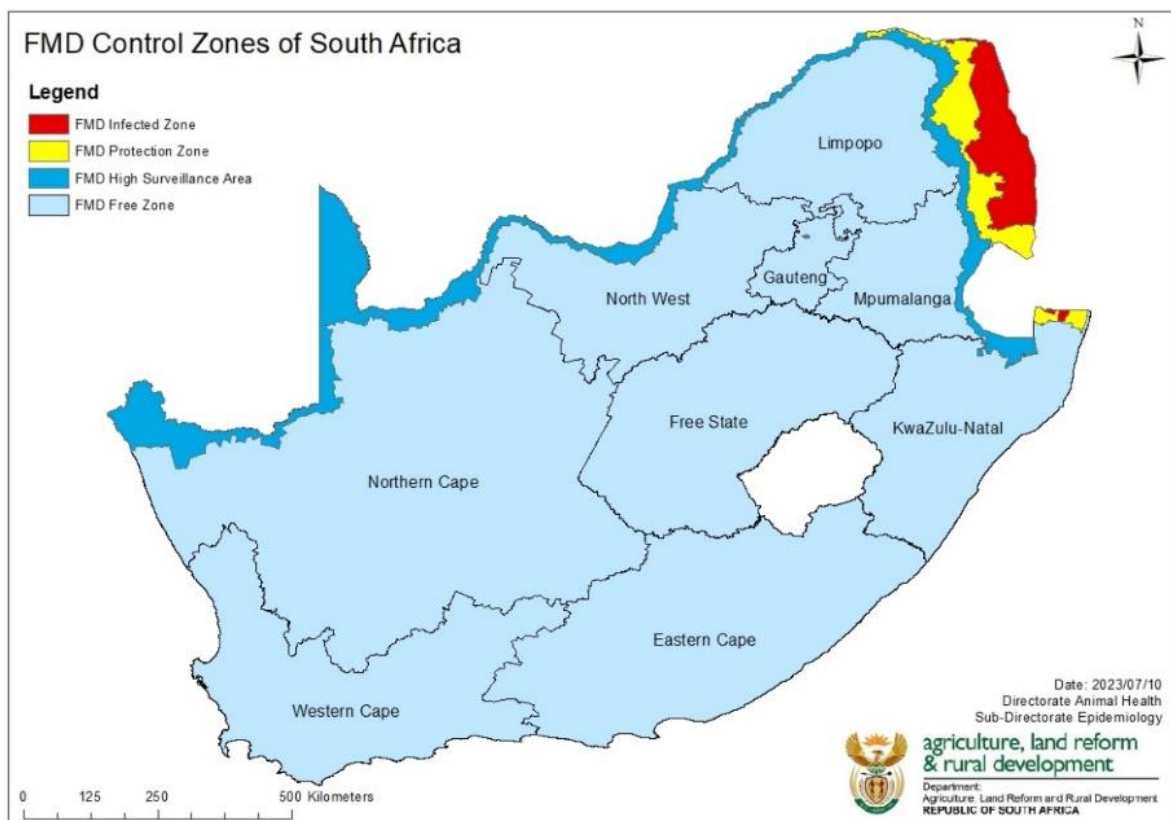 FMD Control Zones of South Africa
N
Legend
FMD Infected Zone
FMD Protection Zone
FMD High Surveillance Area
FMD Free Zone
Limpopo
Gauteng
North West
Mpumalanga
Free State
KwaZulu-Natal
Northern Cape
Eastern Cape
Western Cape
Date: 2023/07/10
Directorate Animal Health
Sub-Directorate Epidemiology
agriculture, land reform
& rural development
Department:
Agriculture, Land Reform and Rural Development
REPUBLIC OF SOUTH AFRICA
0 125 250 500 Kilometers